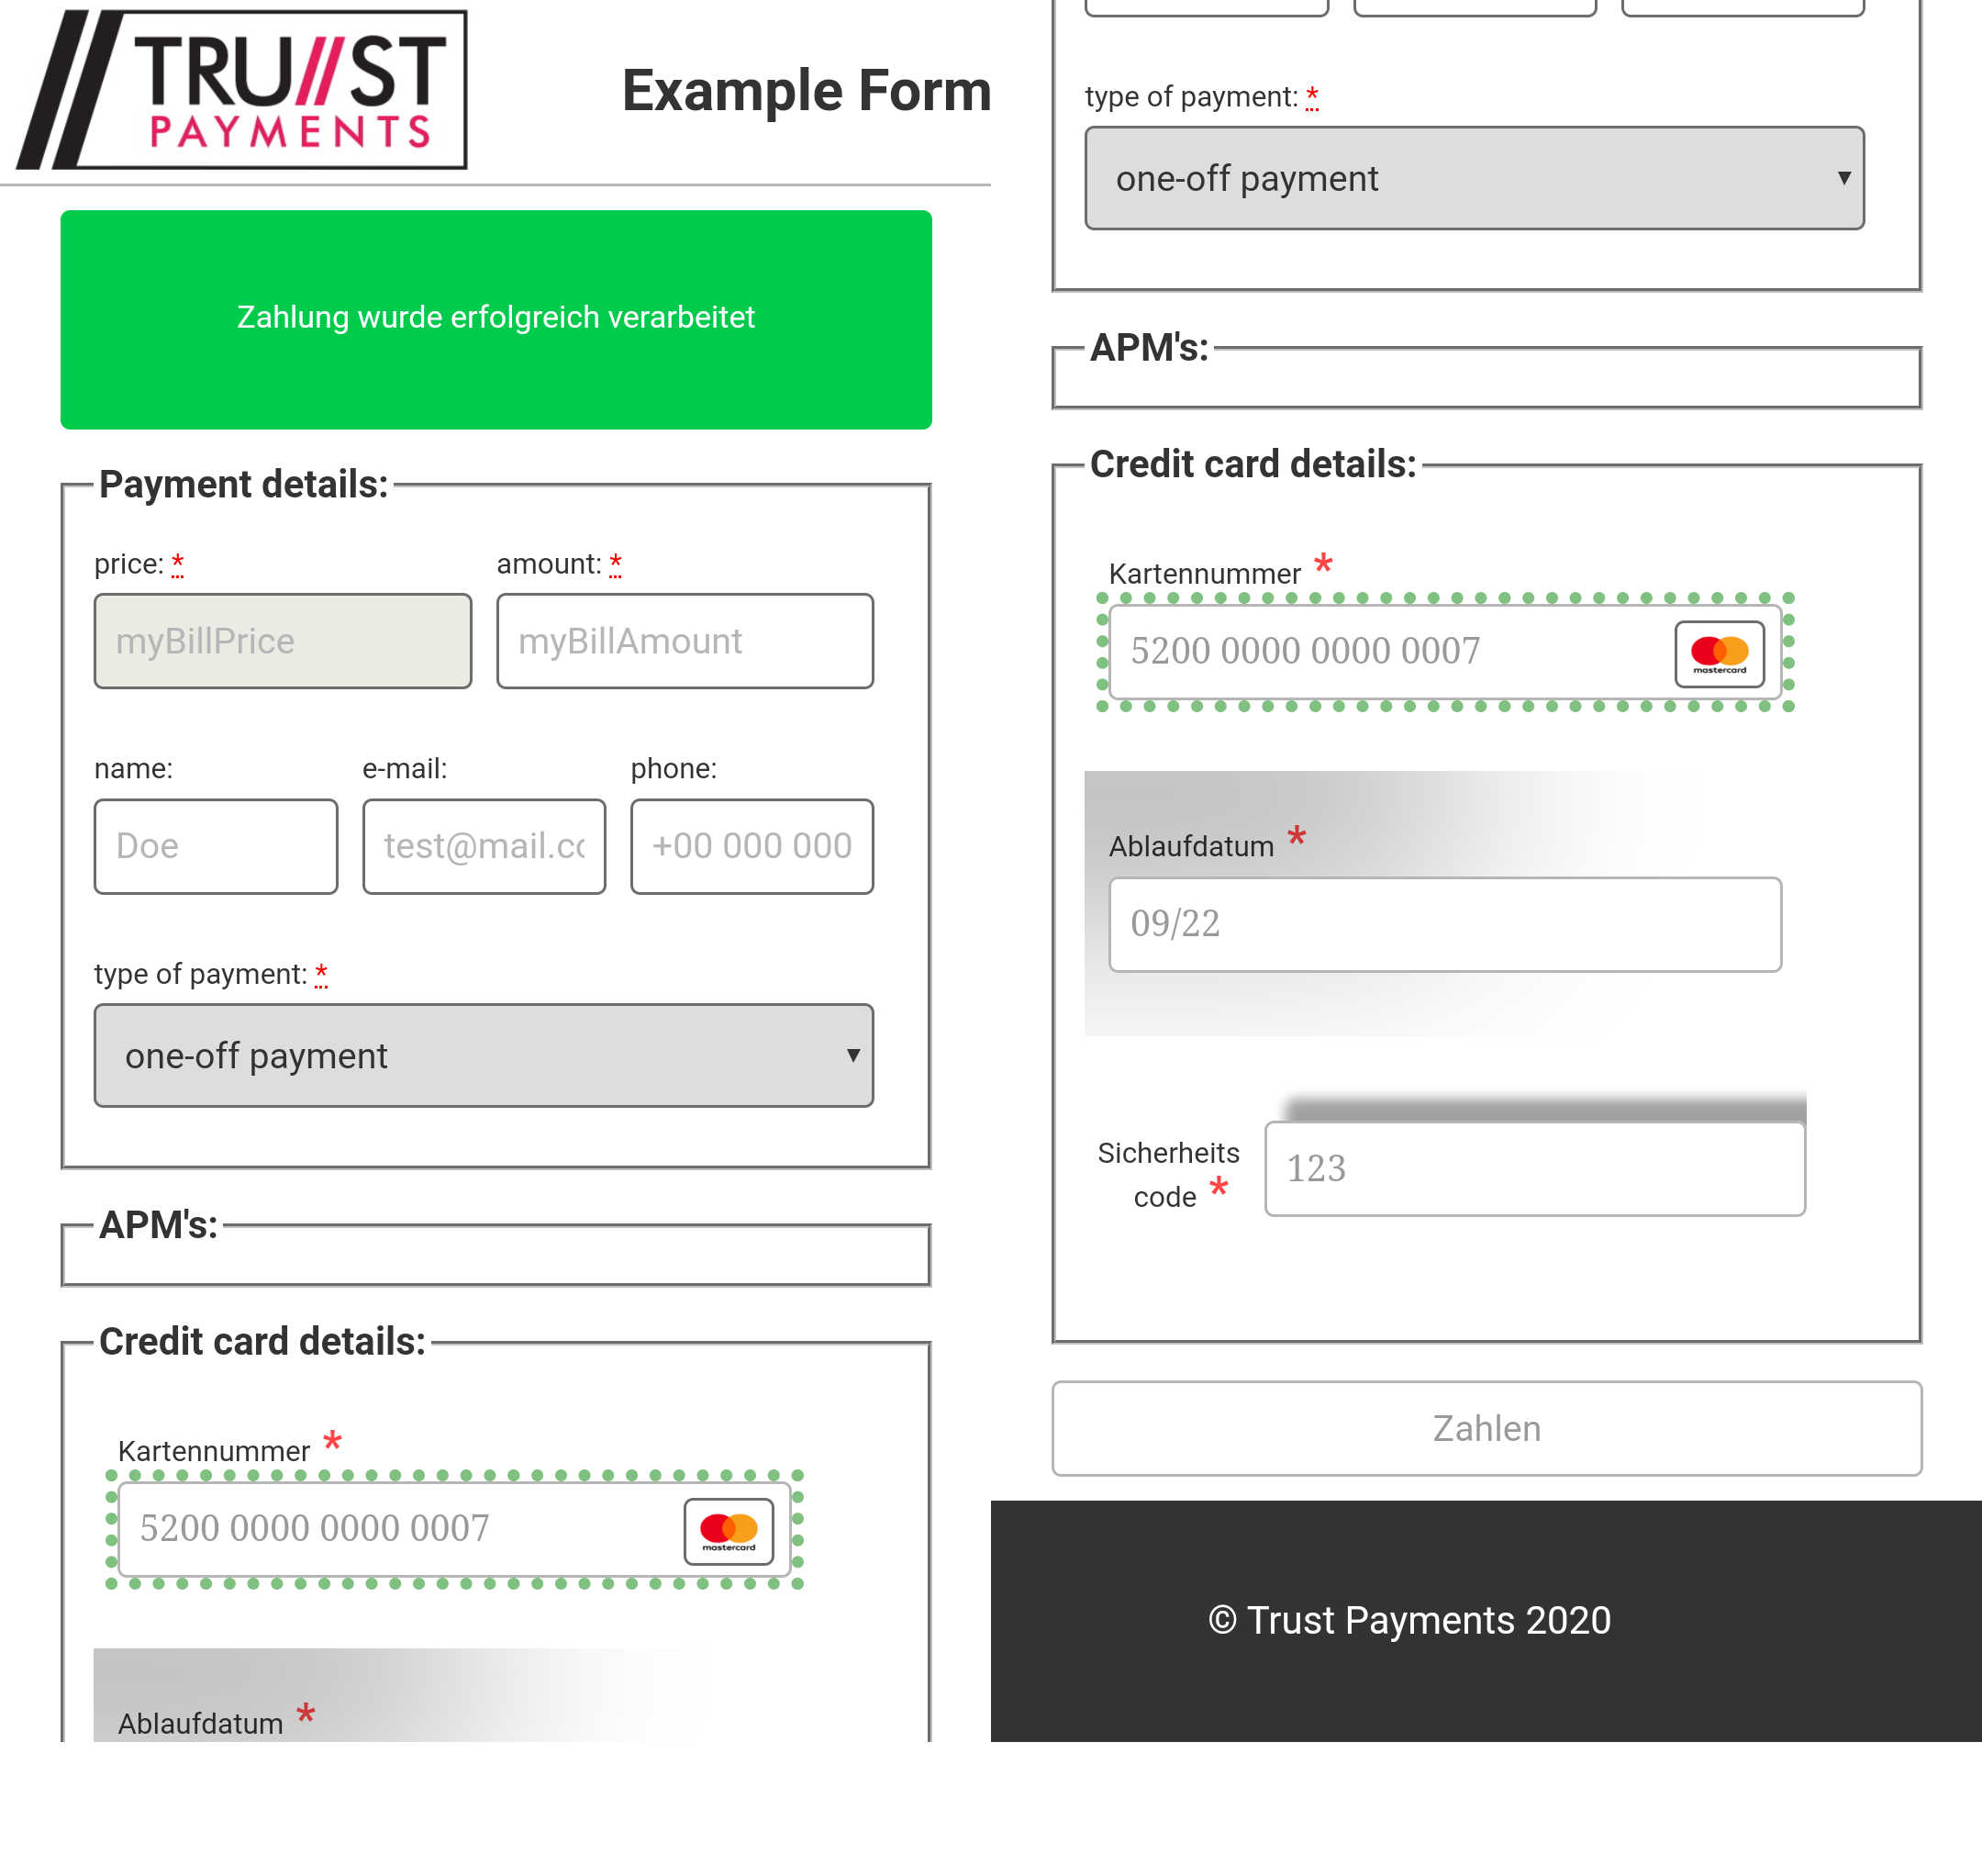 TRU//ST
PAYMENTS
Example Form
Zahlung wurde erfolgreich verarbeitet
Payment details:
price: * amount: *
myBillPrice myBillAmount
name: e-mail: phone:
Doe test@mail.co +00 000 000
type of payment: *
one-off payment
APM's:
Credit card details:
Kartennummer *
5200 0000 0000 0007
mastercard
Ablaufdatum *
type of payment: *
one-off payment
APM's:
Credit card details:
Kartennummer *
5200 0000 0000 0007
mastercard
Ablaufdatum *
09/22
Sicherheits
code *
123
Zahlen
© Trust Payments 2020